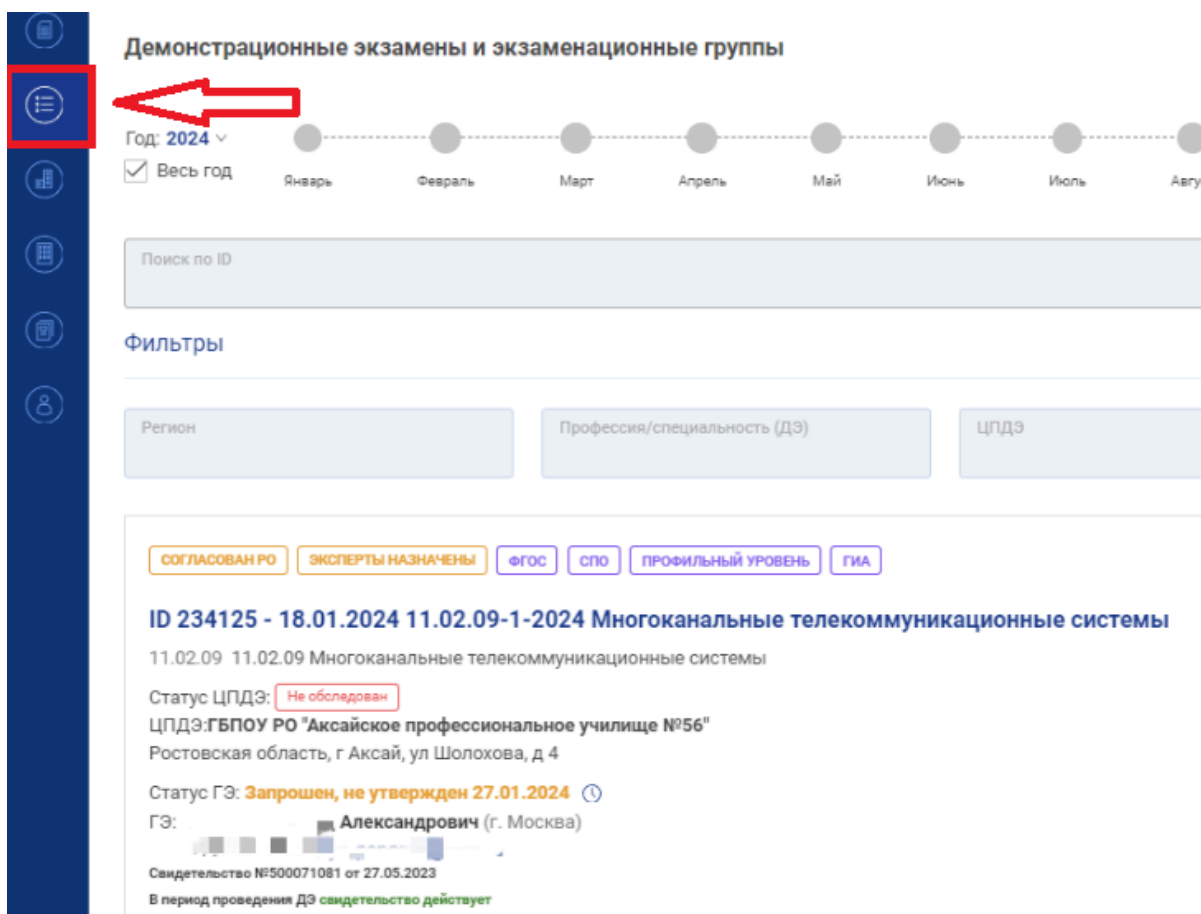 Демонстрационные экзамены и экзаменационные группы
Год: 2024
Весь год
Январь Февраль Март Апрель Май Июнь Июль Авгу
Поиск по ID
Фильтры
Регион Профессия/специальность (ДЭ) ЦПДЭ
СОГЛАСОВАН РО ЭКСПЕРТЫ НАЗНАЧЕНЫ ФГОС СПО ПРОФИЛЬНЫЙ УРОВЕНЬ ГИА
ID 234125 - 18.01.2024 11.02.09-1-2024 Многоканальные телекоммуникационные системы
11.02.09 11.02.09 Многоканальные телекоммуникационные системы
Статус ЦПДЭ: Не обследован
ЦПДЭ:ГБПОУ РО "Аксайское профессиональное училище №56"
Ростовская область, г Аксай, ул Шолохова, д 4
Статус ГЭ: Запрошен, не утвержден 27.01.2024
ГЭ: Александрович (г. Москва)
Свидетельство №500071081 от 27.05.2023
В период проведения ДЭ свидетельство действует